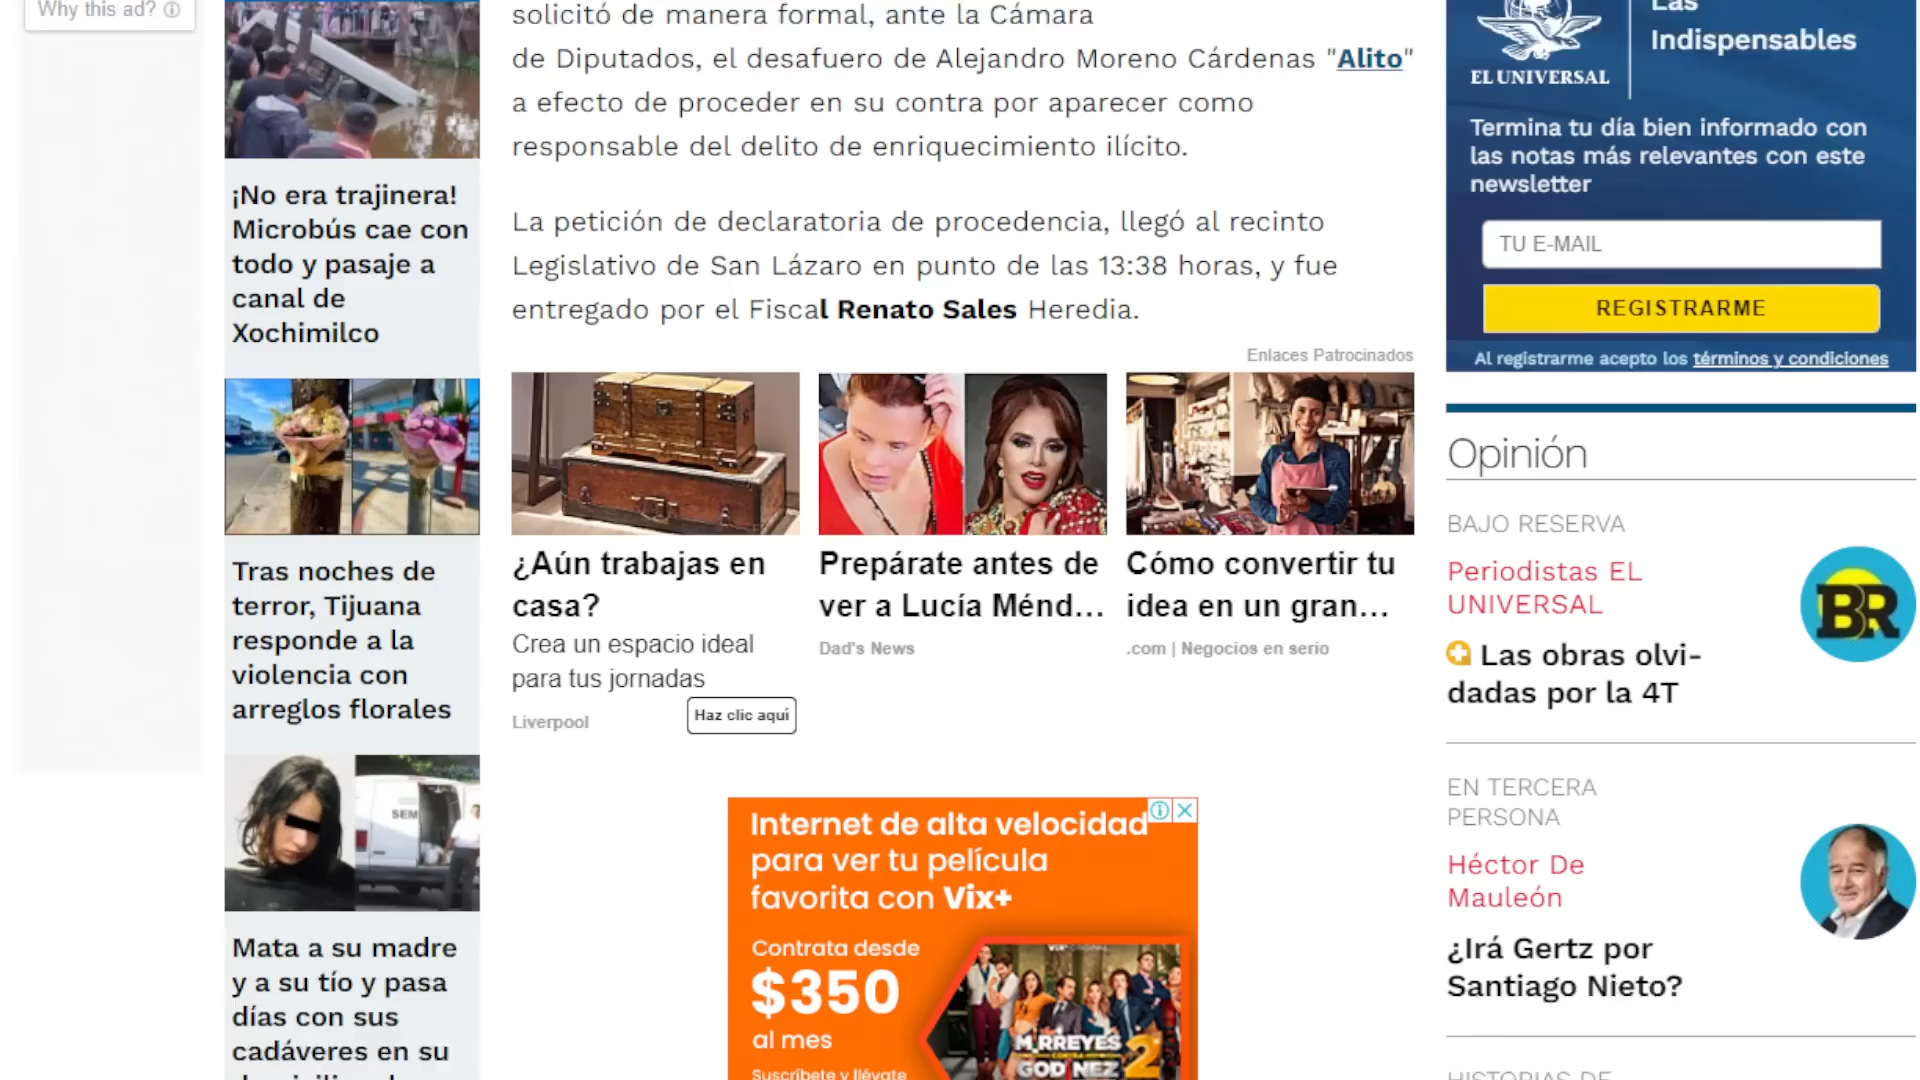 Why this ad?
¡No era trajinera!
Microbús cae con
todo y pasaje a
canal de
Xochimilco
Tras noches de
terror, Tijuana
responde a la
violencia con
arreglos florales
SEM
Mata a su madre
y a su tío y pasa
días con sus
cadáveres en su
solicitó de manera formal, ante la Cámara
de Diputados, el desafuero de Alejandro Moreno Cárdenas "Alito"
a efecto de proceder en su contra por aparecer como
responsable del delito de enriquecimiento ilícito.
La petición de declaratoria de procedencia, llegó al recinto
Legislativo de San Lázaro en punto de las 13:38 horas, y fue
entregado por el Fiscal Renato Sales Heredia.
Enlaces Patrocinados
¿Aún trabajas en
casa?
Crea un espacio ideal
para tus jornadas
Liverpool
Haz clic aquí
Prepárate antes de
ver a Lucía Ménd...
Dad's News
Cómo convertir tu
idea en un gran...
.com | Negocios en serio
Internet de alta velocidad
para ver tu película
favorita con Vix+
Contrata desde
$350
al mes
Suscríbete y llévate
MIRREYES
CONTRA
GODINEZ 2
Las
Indispensables
EL UNIVERSAL
Termina tu día bien informado con
las notas más relevantes con este
newsletter
TU E-MAIL
REGISTRARME
Al registrarme acepto los términos y condiciones
Opinión
BAJO RESERVA
Periodistas EL
UNIVERSAL
BR
Las obras olvi-
dadas por la 4T
EN TERCERA
PERSONA
Héctor De
Mauleón
¿Irá Gertz por
Santiago Nieto?
HISTORIAS DE